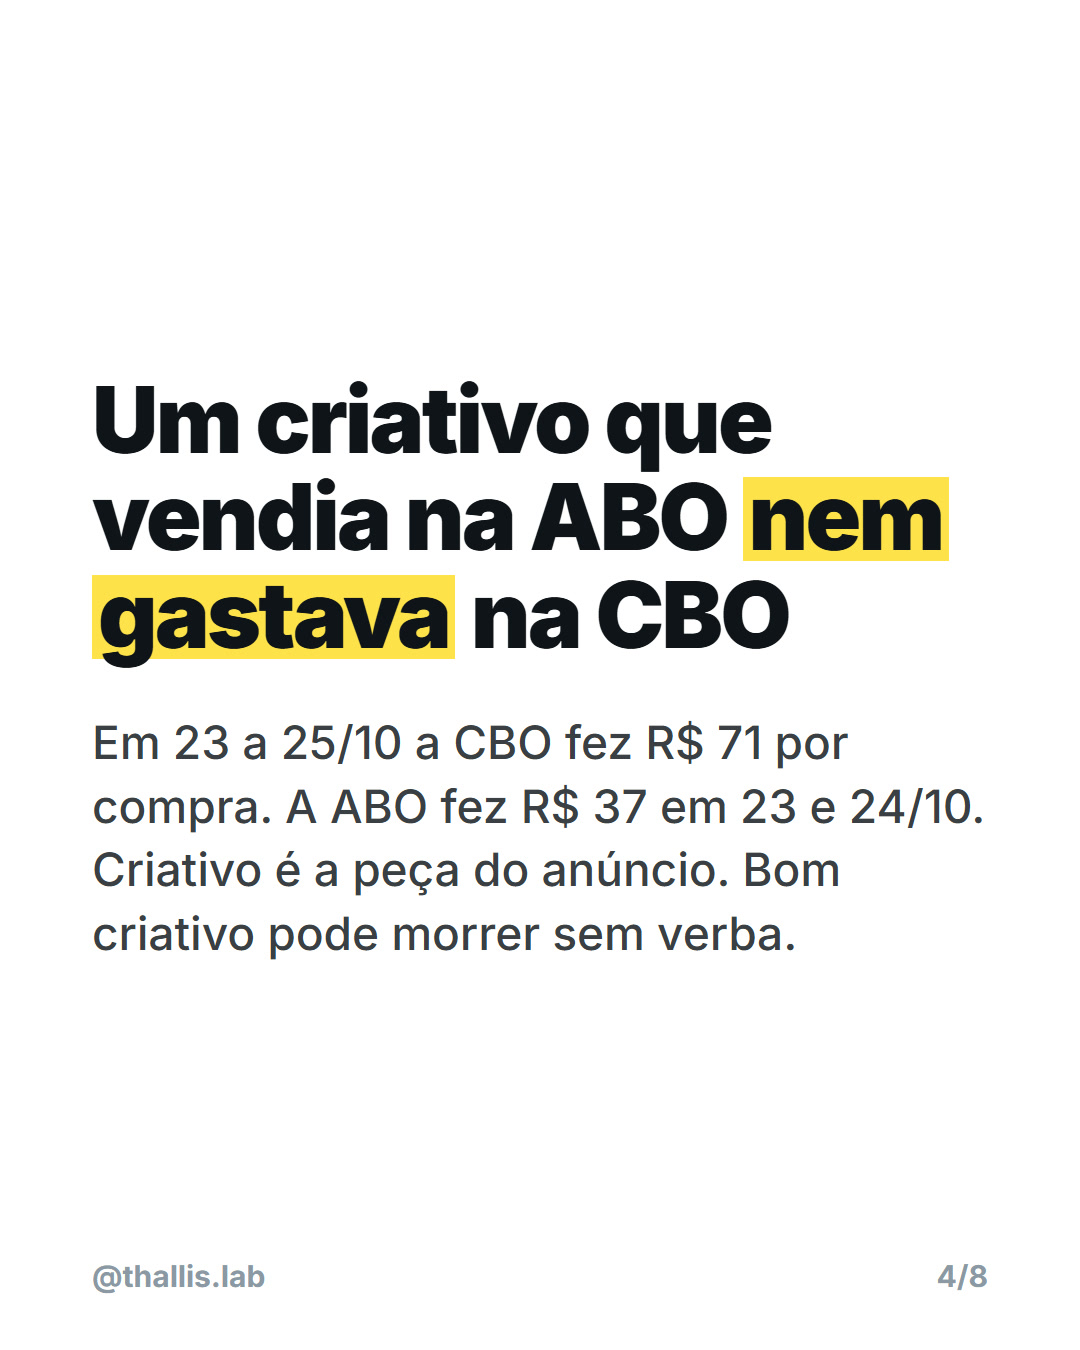 Um criativo que
vendia na ABO nem
gastava na CBO
Em 23 a 25/10 a CBO fez R$ 71 por
compra. A ABO fez R$ 37 em 23 e 24/10.
Criativo é a peça do anúncio. Bom
criativo pode morrer sem verba.
@thallis.lab
4/8